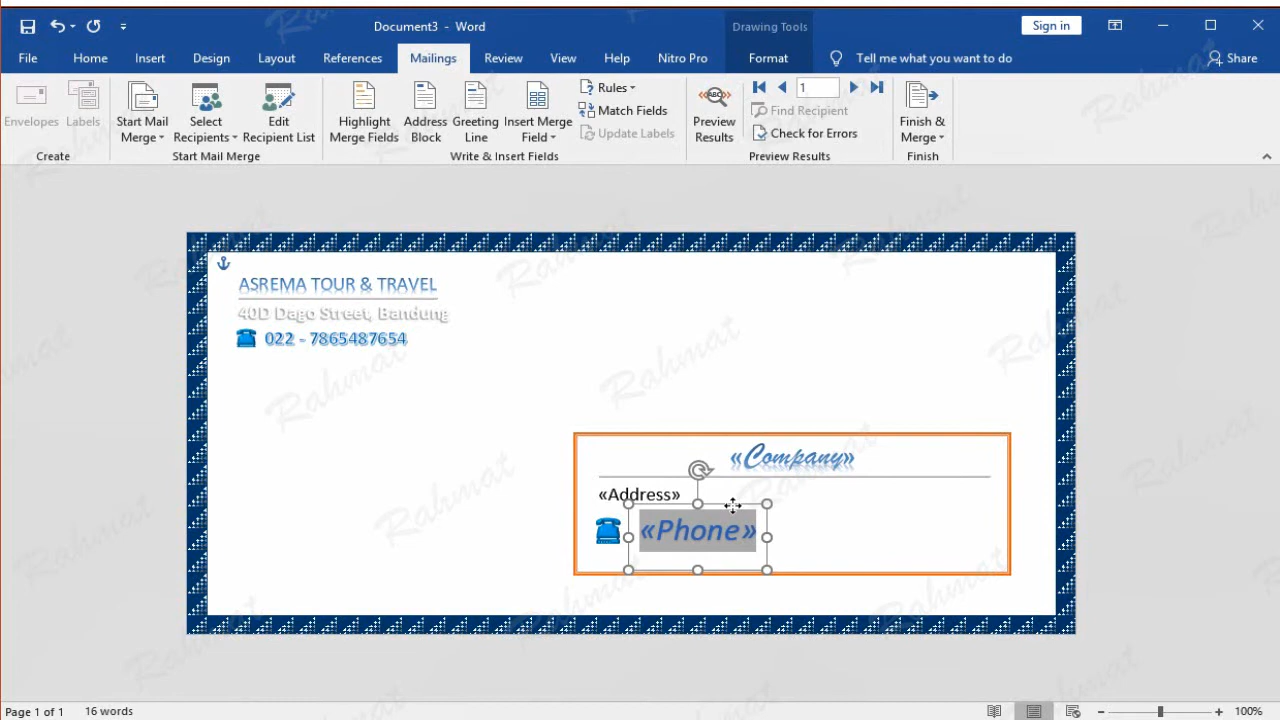 Document3 - Word
Drawing Tools
Sign in
File Home Insert Design Layout References Mailings Review View Help Nitro Pro Format Tell me what you want to do Share
Envelopes
Labels
Create
Start Mail Merge
Select Recipients
Edit Recipient List
Start Mail Merge
Highlight Merge Fields
Address Block
Greeting Line
Insert Merge Field
Rules
Match Fields
Update Labels
Write & Insert Fields
ABC
Preview Results
1
Find Recipient
Check for Errors
Preview Results
Finish & Merge
Finish
ASREMA TOUR & TRAVEL
40D Dago Street, Bandung
022 - 7865487654
«Company»
«Address»
«Phone»
Rahmat
Page 1 of 1 16 words
100%